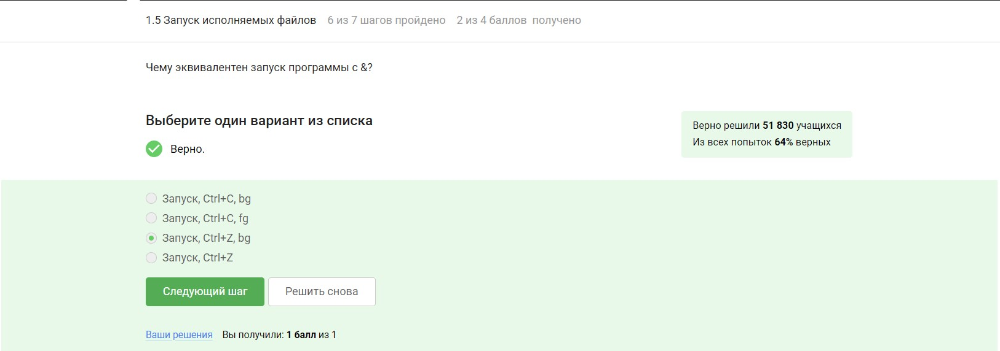 1.5 Запуск исполняемых файлов 6 из 7 шагов пройдено 2 из 4 баллов получено
Чему эквивалентен запуск программы с &?
Выберите один вариант из списка
Верно.
Верно решили 51 830 учащихся
Из всех попыток 64% верных
Запуск, Ctrl+C, bg
Запуск, Ctrl+C, fg
Запуск, Ctrl+Z, bg
Запуск, Ctrl+Z
Следующий шаг Решить снова
Ваши решения Вы получили: 1 балл из 1